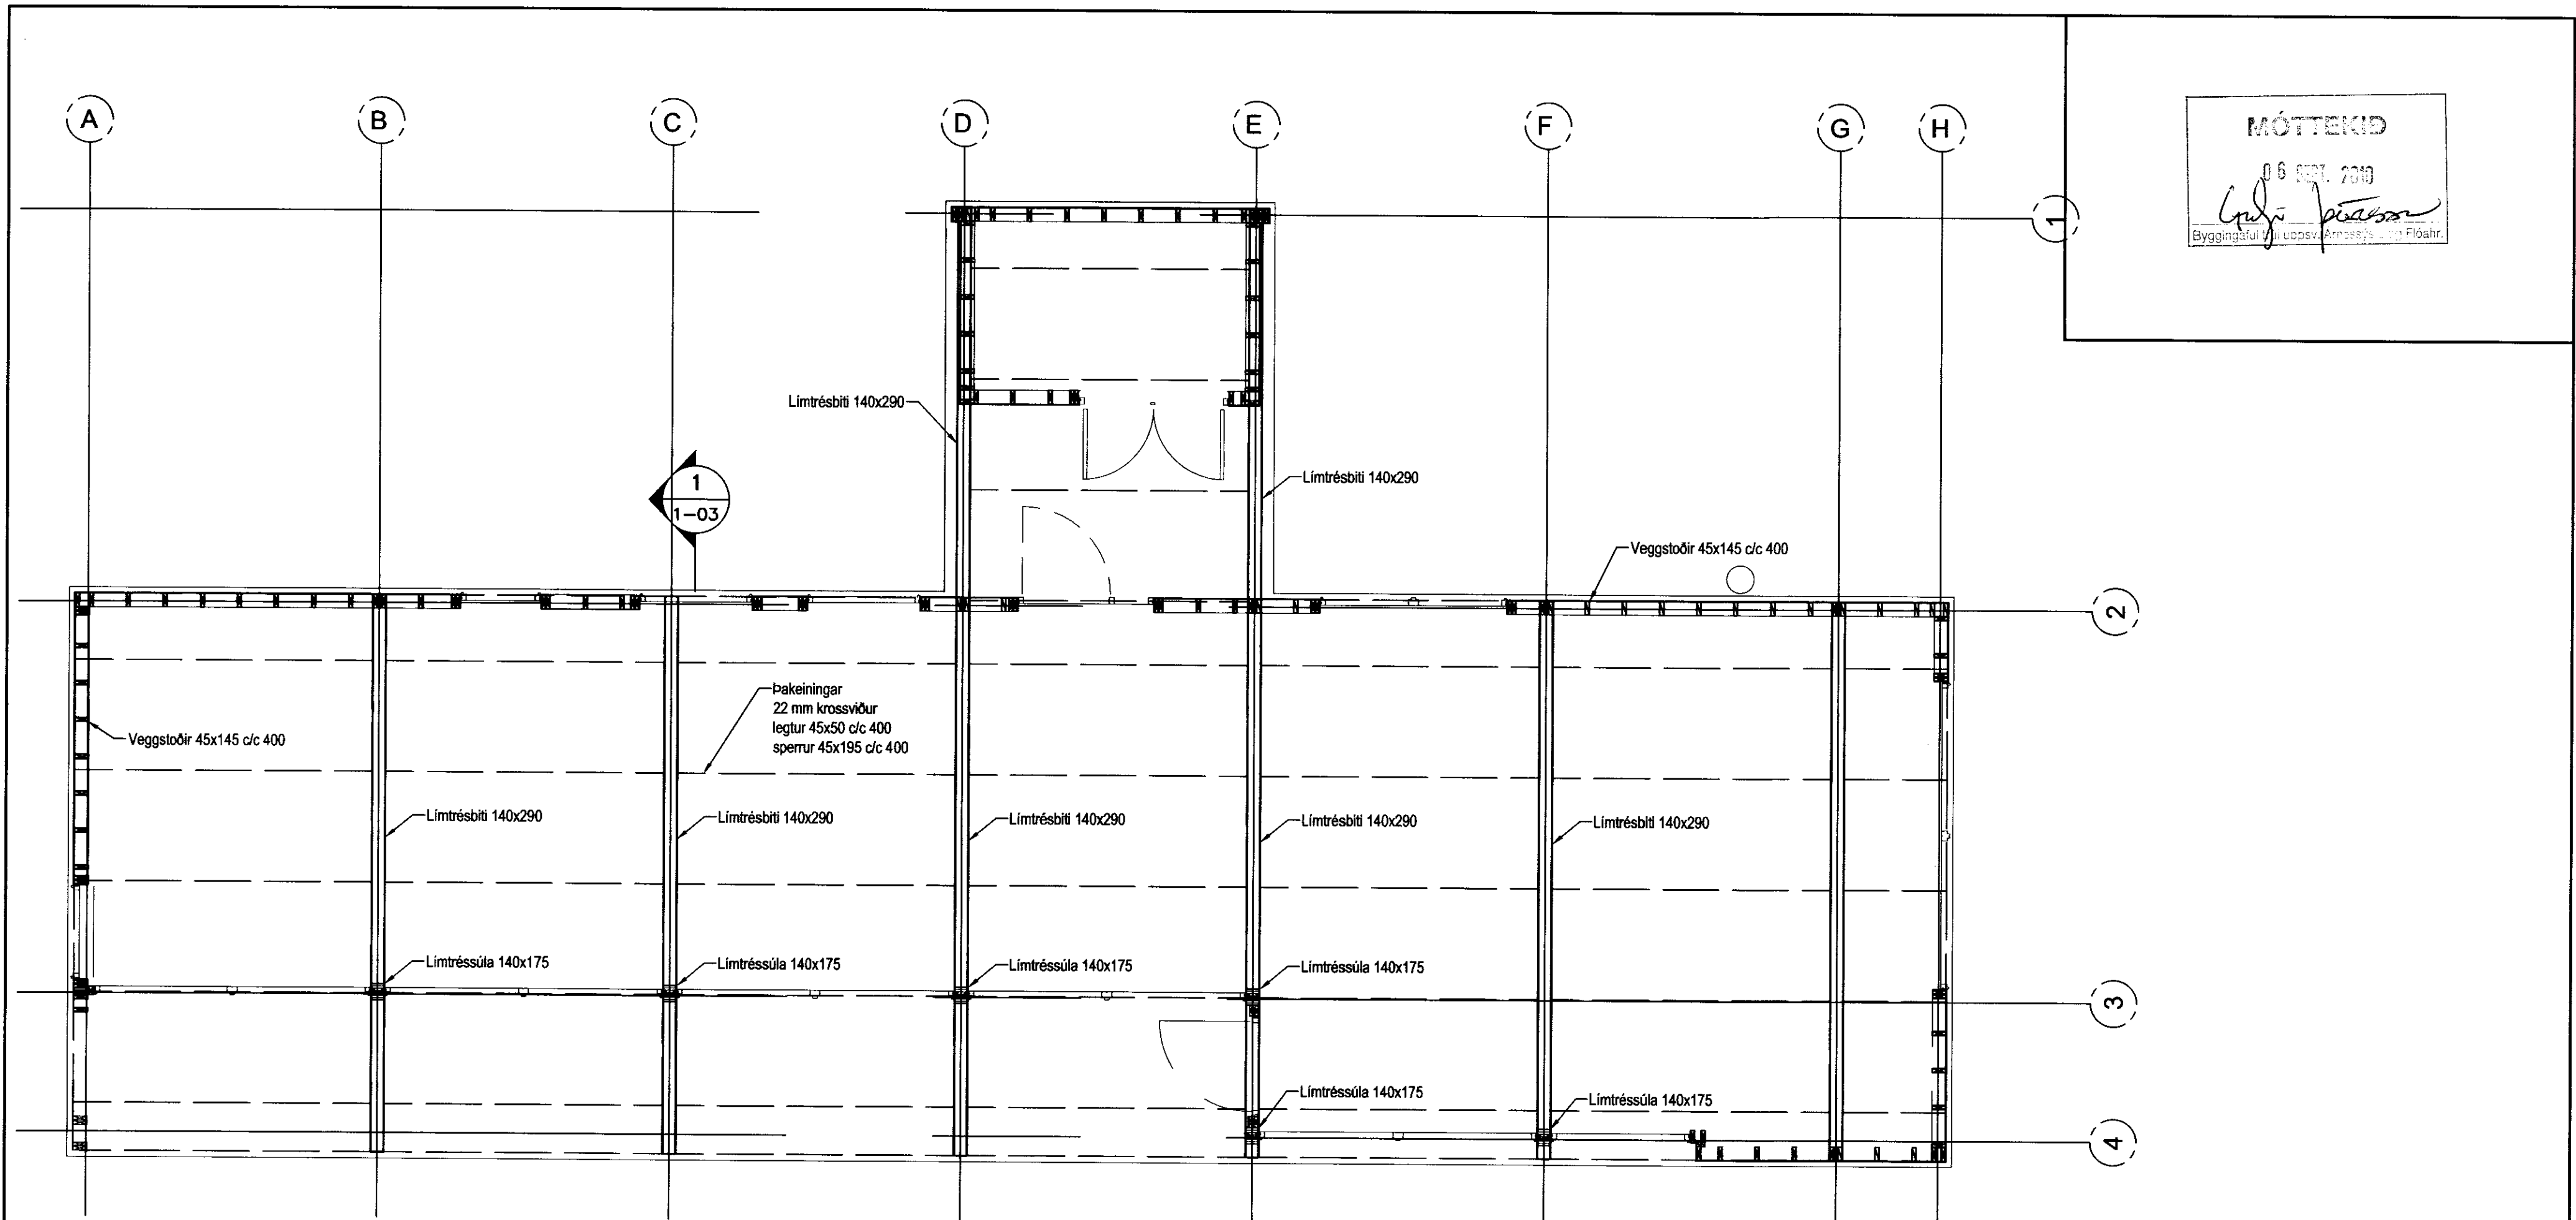 A
B
C
D
E
F
G
H
MÓTTEKIÐ
06 SEPT. 2010
Flóahr.
1
Límtrésbiti 140x290
1
1-03
Límtrésbiti 140x290
Veggstoðir 45x145 c/c 400
2
Þakeiningar
22 mm krossviður
legtur 45x50 c/c 400
sperrur 45x195 c/c 400
Veggstoðir 45x145 c/c 400
Límtrésbiti 140x290
Límtrésbiti 140x290
Límtrésbiti 140x290
Límtrésbiti 140x290
Límtrésbiti 140x290
Límtréssúla 140x175
Límtréssúla 140x175
Límtréssúla 140x175
Límtréssúla 140x175
3
Límtréssúla 140x175
Límtréssúla 140x175
4